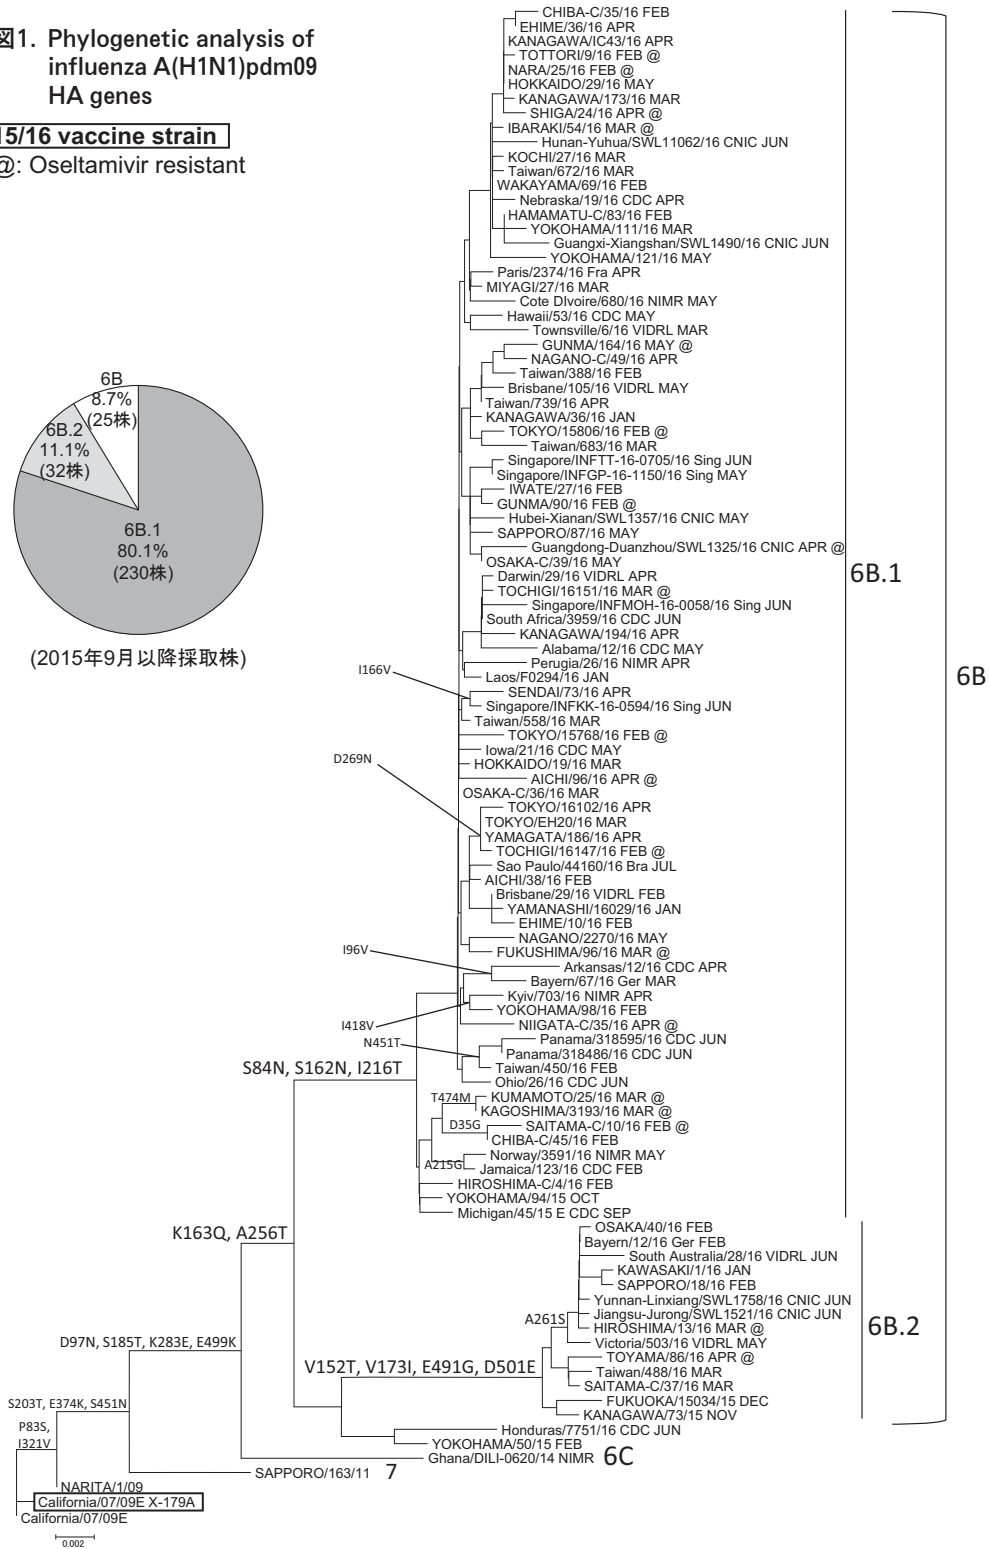 図1. Phylogenetic analysis of
influenza A(H1N1)pdm09
HA genes
15/16 vaccine strain
@: Oseltamivir resistant
6B
8.7%
(25株)
6B.2
11.1%
(32株)
6B.1
80.1%
(230株)
(2015年9月以降採取株)
CHIBA-C/35/16 FEB
EHIME/36/16 APR
KANAGAWA/IC43/16 APR
TOTTORI/9/16 FEB @
NARA/25/16 FEB @
HOKKAIDO/29/16 MAY
KANAGAWA/173/16 MAR
SHIGA/24/16 APR @
IBARAKI/54/16 MAR @
Hunan-Yuhua/SWL11062/16 CNIC JUN
KOCHI/27/16 MAR
Taiwan/672/16 MAR
WAKAYAMA/69/16 FEB
Nebraska/19/16 CDC APR
HAMAMATU-C/83/16 FEB
YOKOHAMA/111/16 MAR
Guangxi-Xiangshan/SWL1490/16 CNIC JUN
YOKOHAMA/121/16 MAY
Paris/2374/16 Fra APR
MIYAGI/27/16 MAR
Cote DIvoire/680/16 NIMR MAY
Hawaii/53/16 CDC MAY
Townsville/6/16 VIDRL MAR
GUNMA/164/16 MAY @
NAGANO-C/49/16 APR
Taiwan/388/16 FEB
Brisbane/105/16 VIDRL MAY
Taiwan/739/16 APR
KANAGAWA/36/16 JAN
TOKYO/15806/16 FEB @
Taiwan/683/16 MAR
Singapore/INFTT-16-0705/16 Sing JUN
Singapore/INFGP-16-1150/16 Sing MAY
IWATE/27/16 FEB
GUNMA/90/16 FEB @
Hubei-Xianan/SWL1357/16 CNIC MAY
SAPPORO/87/16 MAY
Guangdong-Duanzhou/SWL1325/16 CNIC APR @
OSAKA-C/39/16 MAY
Darwin/29/16 VIDRL APR
6B.1
TOCHIGI/16151/16 MAR @
Singapore/INFMOH-16-0058/16 Sing JUN
South Africa/3959/16 CDC JUN
KANAGAWA/194/16 APR
Alabama/12/16 CDC MAY
Perugia/26/16 NIMR APR
I166V
Laos/F0294/16 JAN
6B
SENDAI/73/16 APR
Singapore/INFKK-16-0594/16 Sing JUN
Taiwan/558/16 MAR
TOKYO/15768/16 FEB @
Iowa/21/16 CDC MAY
D269N
HOKKAIDO/19/16 MAR
AICHI/96/16 APR @
OSAKA-C/36/16 MAR
TOKYO/16102/16 APR
TOKYO/EH20/16 MAR
YAMAGATA/186/16 APR
TOCHIGI/16147/16 FEB @
Sao Paulo/44160/16 Bra JUL
AICHI/38/16 FEB
Brisbane/29/16 VIDRL FEB
YAMANASHI/16029/16 JAN
EHIME/10/16 FEB
NAGANO/2270/16 MAY
I96V
FUKUSHIMA/96/16 MAR @
Arkansas/12/16 CDC APR
Bayern/67/16 Ger MAR
Kyiv/703/16 NIMR APR
YOKOHAMA/98/16 FEB
I418V
NIIGATA-C/35/16 APR @
N451T
Panama/318595/16 CDC JUN
Panama/318486/16 CDC JUN
S84N, S162N, I216T
Taiwan/450/16 FEB
Ohio/26/16 CDC JUN
T474M
KUMAMOTO/25/16 MAR @
KAGOSHIMA/3193/16 MAR @
D35G
SAITAMA-C/10/16 FEB @
CHIBA-C/45/16 FEB
Norway/3591/16 NIMR MAY
A215G
Jamaica/123/16 CDC FEB
HIROSHIMA-C/4/16 FEB
YOKOHAMA/94/15 OCT
Michigan/45/15 E CDC SEP
K163Q, A256T
OSAKA/40/16 FEB
Bayern/12/16 Ger FEB
South Australia/28/16 VIDRL JUN
KAWASAKI/1/16 JAN
SAPPORO/18/16 FEB
Yunnan-Linxiang/SWL1758/16 CNIC JUN
Jiangsu-Jurong/SWL1521/16 CNIC JUN
A261S
HIROSHIMA/13/16 MAR @
6B.2
Victoria/503/16 VIDRL MAY
D97N, S185T, K283E, E499K
TOYAMA/86/16 APR @
V152T, V173I, E491G, D501E
Taiwan/488/16 MAR
SAITAMA-C/37/16 MAR
FUKUOKA/15034/15 DEC
S203T, E374K, S451N
KANAGAWA/73/15 NOV
P83S,
I321V
Honduras/7751/16 CDC JUN
YOKOHAMA/50/15 FEB
Ghana/DILI-0620/14 NIMR 6C
SAPPORO/163/11 7
NARITA/1/09
California/07/09E X-179A
California/07/09E
0.002